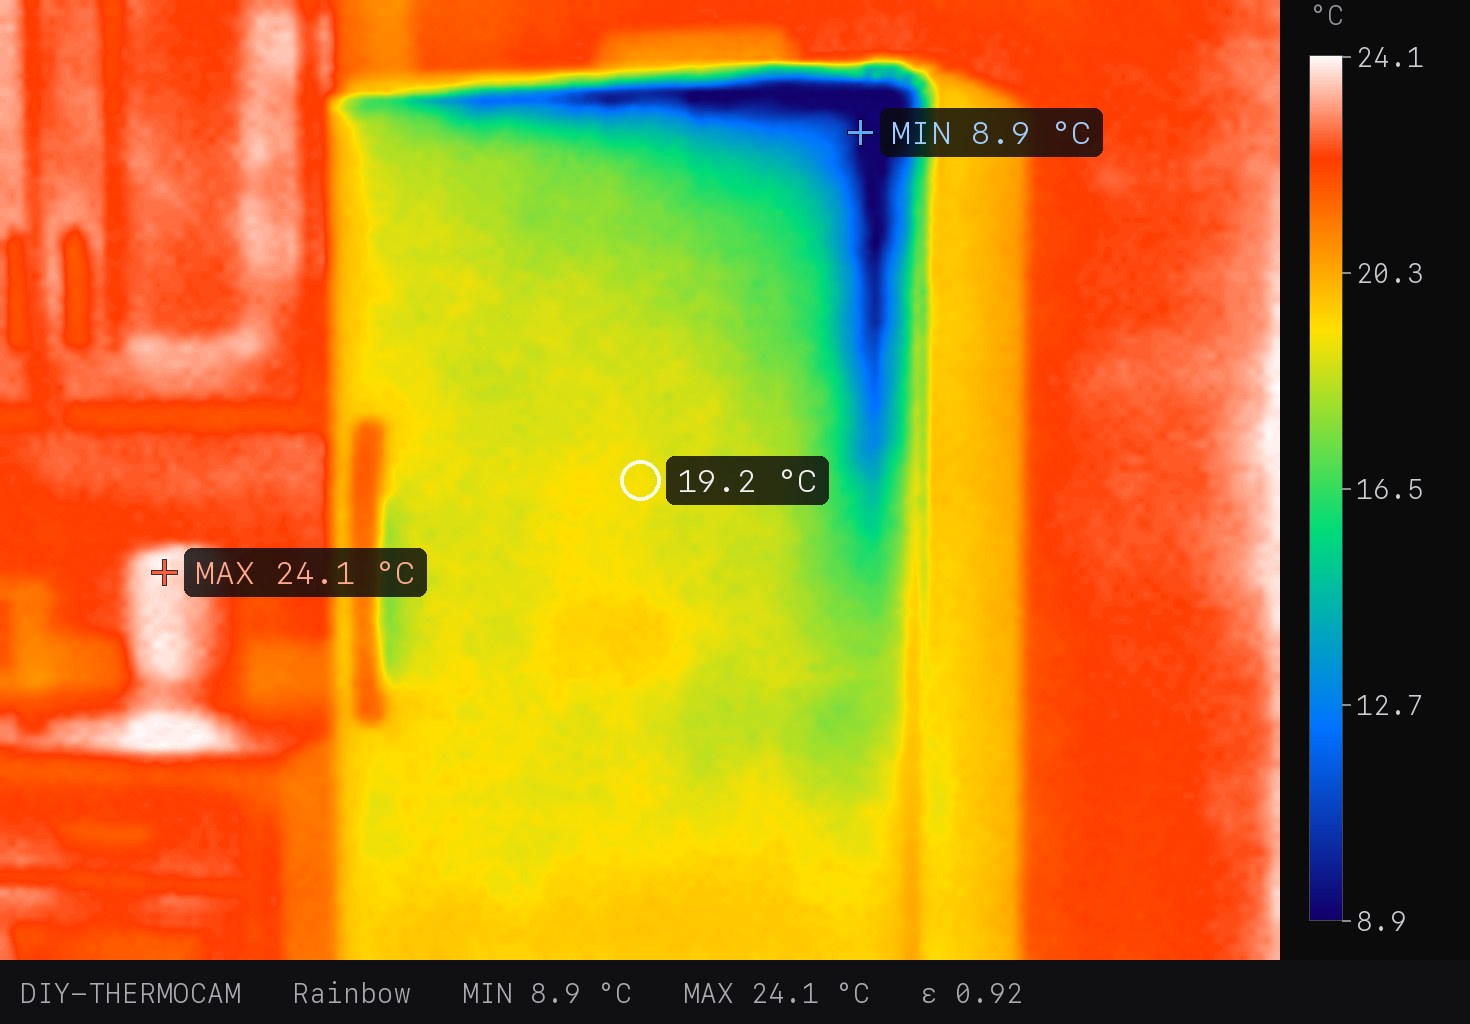 °C
24.1
MIN 8.9 °C
20.3
19.2 °C
16.5
MAX 24.1 °C
12.7
8.9
DIY-THERMOCAM Rainbow MIN 8.9 °C MAX 24.1 °C ε 0.92